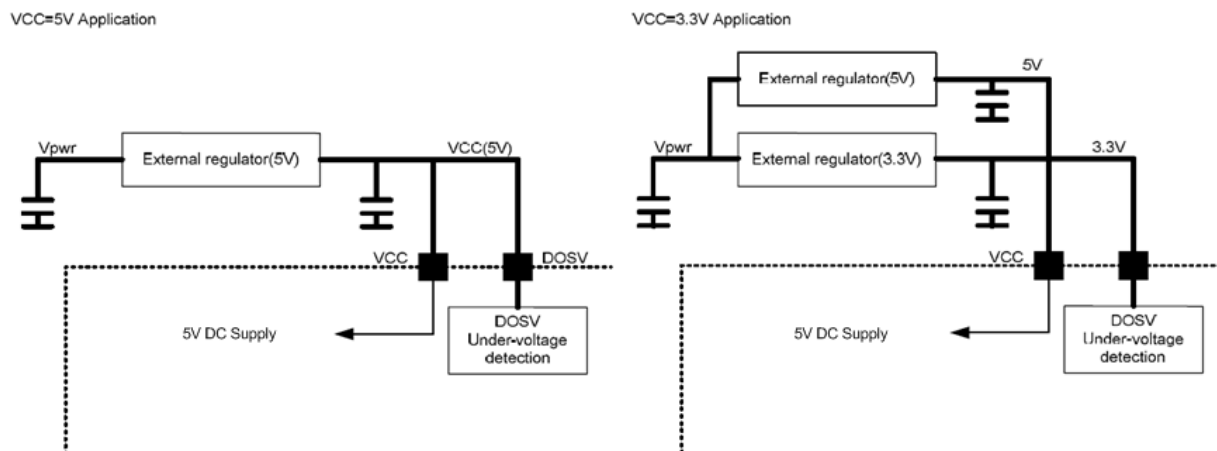 VCC=5V Application
Vpwr
External regulator(5V)
VCC(5V)
VCC
DOSV
5V DC Supply
DOSV
Under-voltage
detection
VCC=3.3V Application
External regulator(5V)
5V
Vpwr
External regulator(3.3V)
3.3V
VCC
5V DC Supply
DOSV
Under-voltage
detection